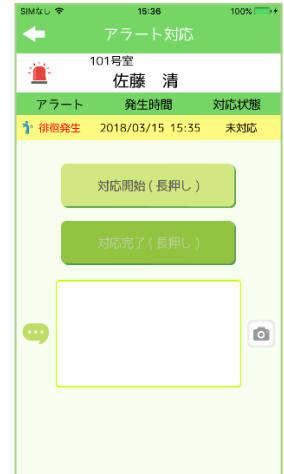 SIMなし 15:36 100%
アラート対応
101号室
佐藤 清
アラート 発生時間 対応状態
徘徊発生 2018/03/15 15:35 未対応
対応開始 ( 長押し )
対応完了 ( 長押し )